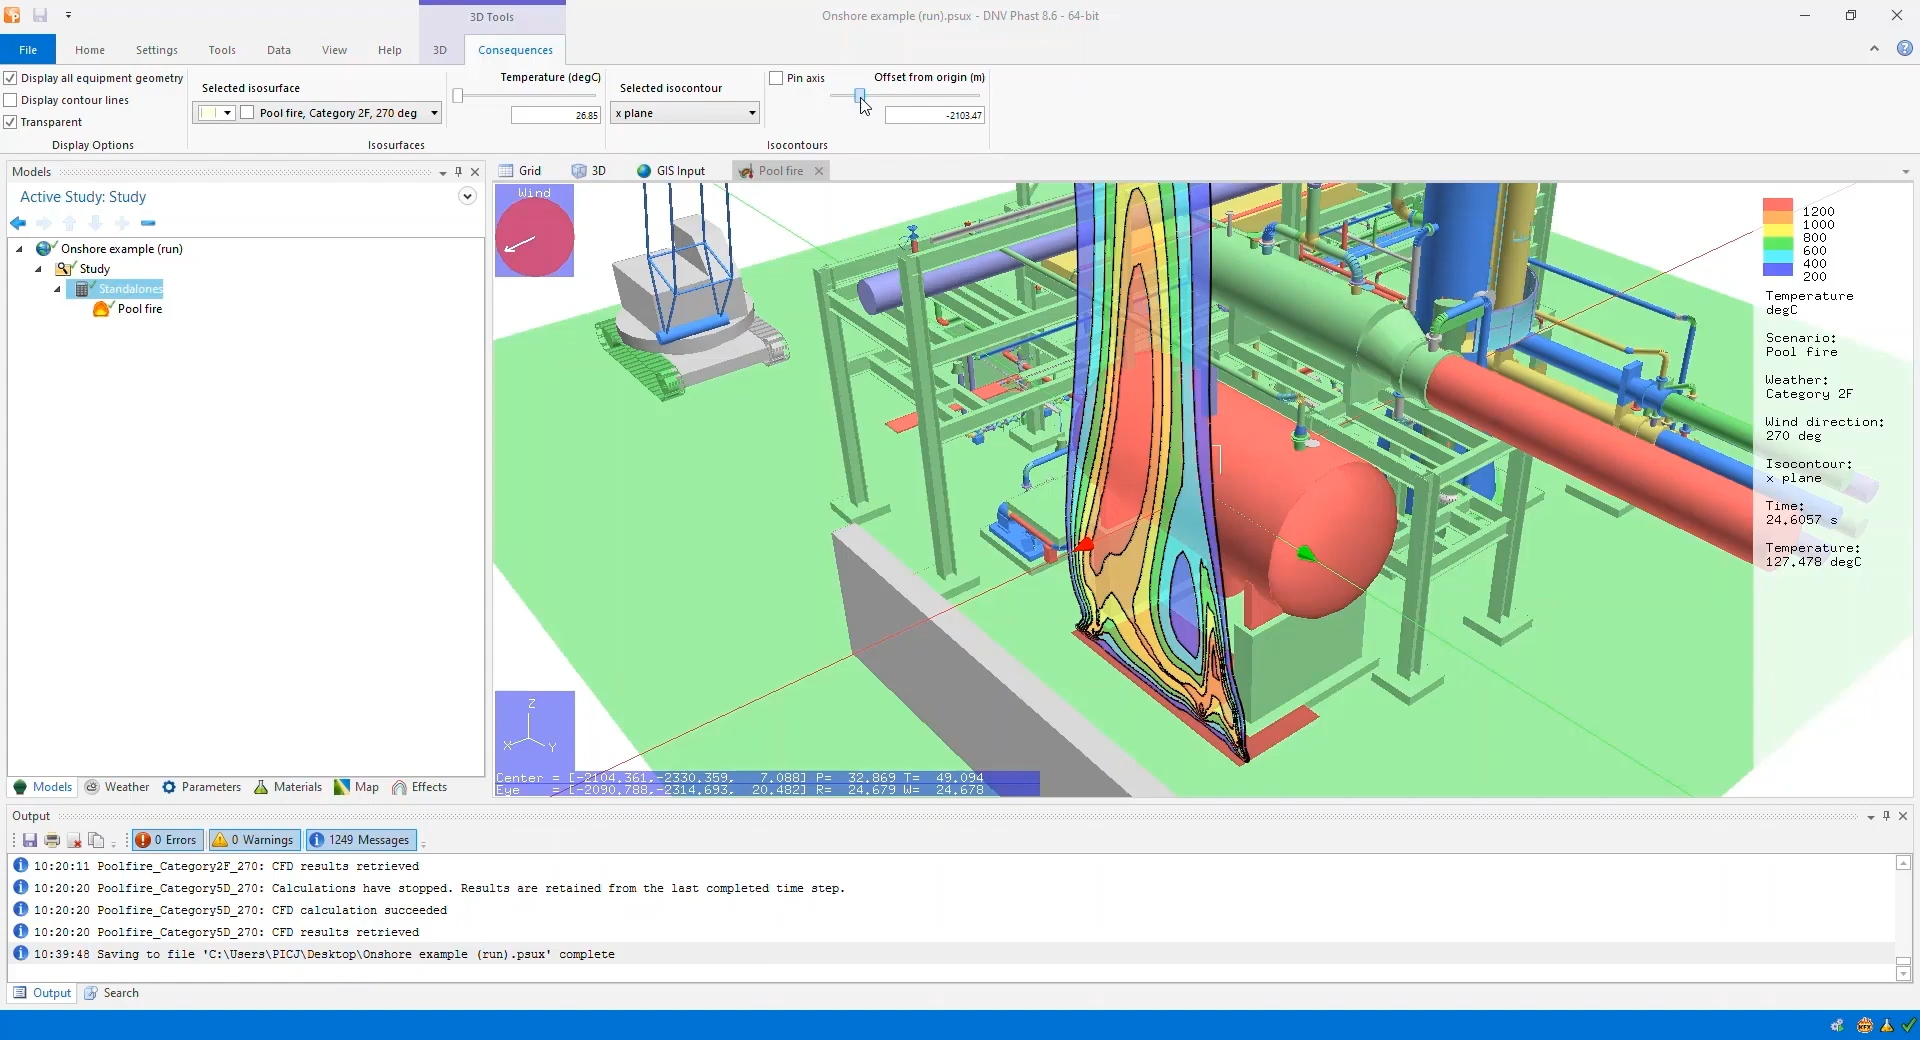 Onshore example (run).psux - DNV Phast 8.6 - 64-bit
3D Tools
File
Home
Settings
Tools
Data
View
Help
3D
Consequences
Display all equipment geometry
Display contour lines
Transparent
Display Options
Selected isosurface
Pool fire, Category 2F, 270 deg
Temperature (degC)
26.85
Isosurfaces
Selected isocontour
x plane
Pin axis
Offset from origin (m)
-2103.47
Isocontours
Models
Active Study: Study
Onshore example (run)
Study
Standalones
Pool fire
Models
Weather
Parameters
Materials
Map
Effects
Grid
3D
GIS Input
Pool fire
Wind
1200
1000
800
600
400
200
Temperature
degC
Scenario:
Pool fire
Weather:
Category 2F
Wind direction:
270 deg
Isocontour:
x plane
Time:
24.6057 s
Temperature:
127.478 degC
Z
X
Y
Center = [-2104.361,-2330.359, 7.088] P= 32.869 T= 49.094
Eye = [-2090.788,-2314.693, 20.482] R= 24.679 W= 24.678
Output
0 Errors
0 Warnings
1249 Messages
10:20:11 Poolfire_Category2F_270: CFD results retrieved
10:20:20 Poolfire_Category5D_270: Calculations have stopped. Results are retained from the last completed time step.
10:20:20 Poolfire_Category5D_270: CFD calculation succeeded
10:20:20 Poolfire_Category5D_270: CFD results retrieved
10:39:48 Saving to file 'C:\Users\PICJ\Desktop\Onshore example (run).psux' complete
Output
Search